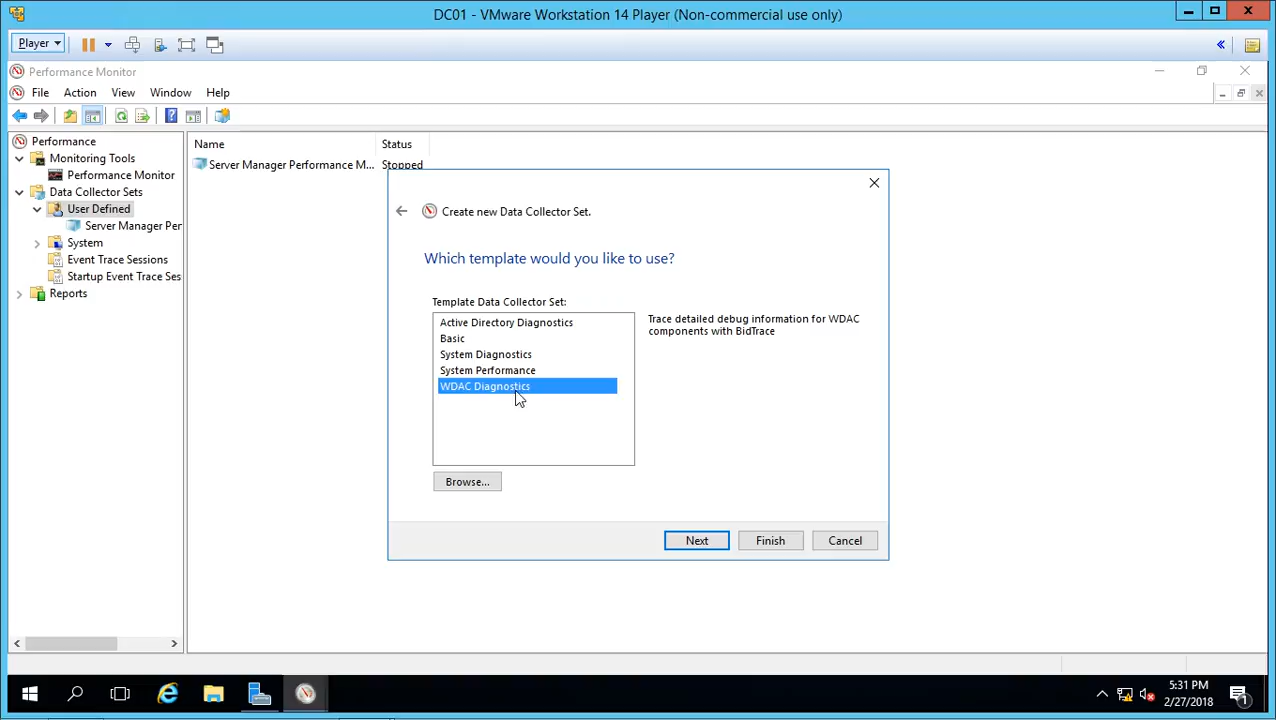 DC01 - VMware Workstation 14 Player (Non-commercial use only)
Player
Performance Monitor
File Action View Window Help
Performance
Monitoring Tools
Performance Monitor
Data Collector Sets
User Defined
Server Manager Per
System
Event Trace Sessions
Startup Event Trace Ses
Reports
Name Status
Server Manager Performance M... Stopped
Create new Data Collector Set.
Which template would you like to use?
Template Data Collector Set:
Active Directory Diagnostics
Basic
System Diagnostics
System Performance
WDAC Diagnostics
Trace detailed debug information for WDAC
components with BidTrace
Browse...
Next Finish Cancel
5:31 PM
2/27/2018
1